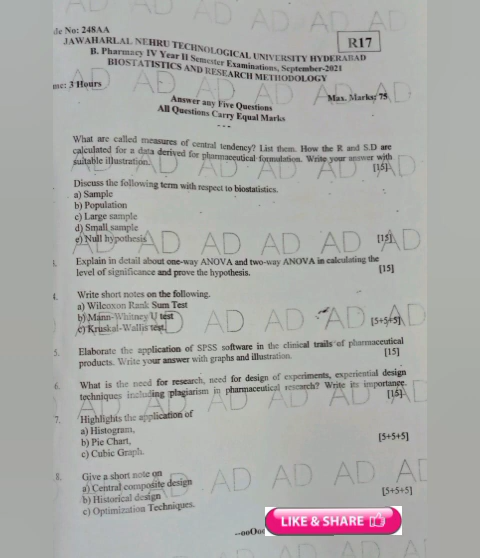 de No: 248AA
R17
JAWAHARLAL NEHRU TECHNOLOGICAL UNIVERSITY HYDERABAD
B. Pharmacy IV Year II Semester Examinations, September-2021
BIOSTATISTICS AND RESEARCH METHODOLOGY
me: 3 Hours
Max. Marks: 75
Answer any Five Questions
All Questions Carry Equal Marks
---
What are called measures of central tendency? List them. How the R and S.D are
calculated for a data derived for pharmaceutical formulation. Write your answer with
suitable illustration. [15]
Discuss the following term with respect to biostatistics.
a) Sample
b) Population
c) Large sample
d) Small sample
e) Null hypothesis [15]
Explain in detail about one-way ANOVA and two-way ANOVA in calculating the
level of significance and prove the hypothesis. [15]
4. Write short notes on the following.
a) Wilcoxon Rank Sum Test
b) Mann-Whitney U test
c) Kruskal-Wallis test. [5+5+5]
5. Elaborate the application of SPSS software in the clinical trails of pharmaceutical
products. Write your answer with graphs and illustration. [15]
6. What is the need for research, need for design of experiments, experiential design
techniques including plagiarism in pharmaceutical research? Write its importance.
[15]
7. Highlights the application of
a) Histogram,
b) Pie Chart,
c) Cubic Graph. [5+5+5]
8. Give a short note on
a) Central composite design
b) Historical design
c) Optimization Techniques. [5+5+5]
--ooOoo
LIKE & SHARE
AD AD AD AD AD